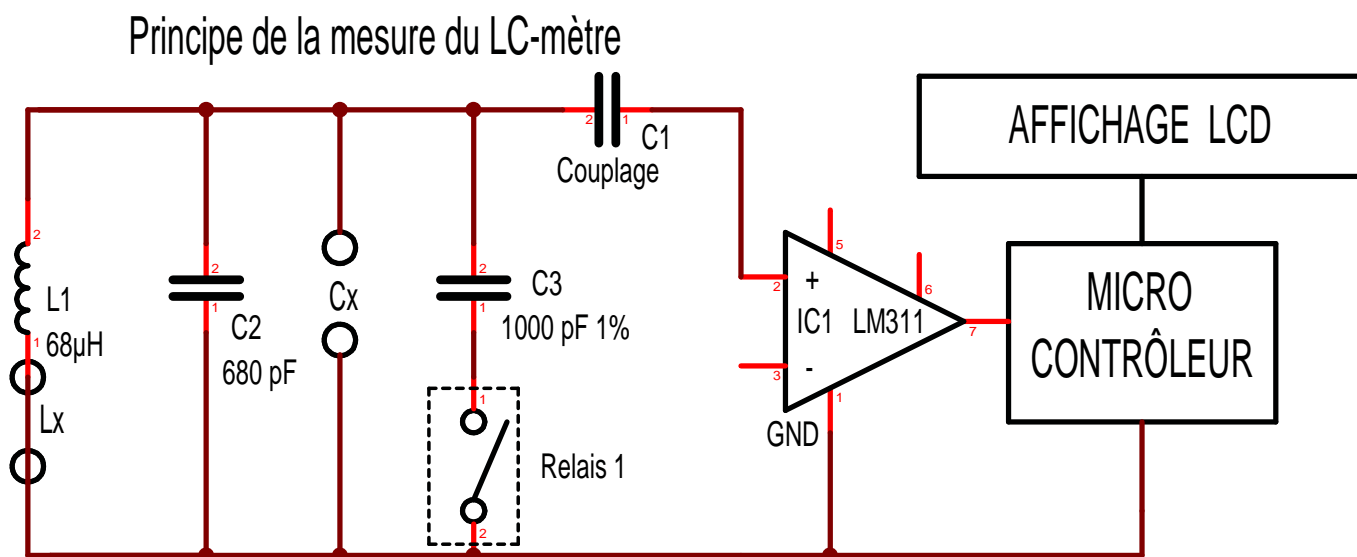 Principe de la mesure du LC-mètre
AFFICHAGE LCD
2
1
C1
Couplage
2
L1
1
68µH
Lx
2
1
C2
680 pF
Cx
2
1
C3
1000 pF 1%
1
2
Relais 1
5
6
2
+
IC1 LM311
7
3
-
1
GND
MICRO
CONTRÔLEUR